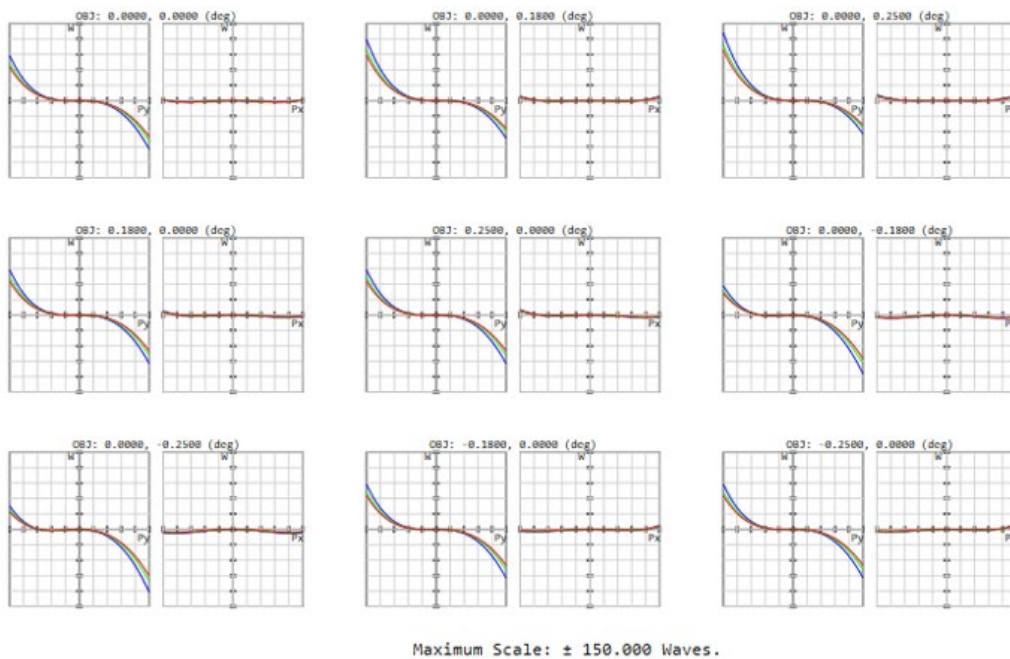 OBJ: 0.0000, 0.0000 (deg)
W
Py
W
Px
OBJ: 0.0000, 0.1800 (deg)
W
Py
W
Px
OBJ: 0.0000, 0.2500 (deg)
W
Py
W
OBJ: 0.1800, 0.0000 (deg)
W
Py
W
Px
OBJ: 0.2500, 0.0000 (deg)
W
Py
W
Px
OBJ: 0.0000, -0.1800 (deg)
W
Py
W
OBJ: 0.0000, -0.2500 (deg)
W
Py
W
Px
OBJ: -0.1800, 0.0000 (deg)
W
Py
W
Px
OBJ: -0.2500, 0.0000 (deg)
W
Py
W
Maximum Scale: ± 150.000 Waves.